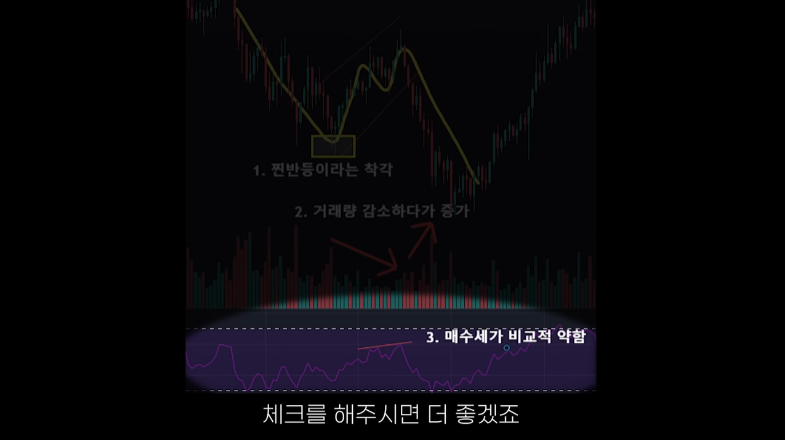 1. 찐반등이라는 착각
2. 거래량 감소하다가 증가
3. 매수세가 비교적 약함
체크를 해주시면 더 좋겠죠